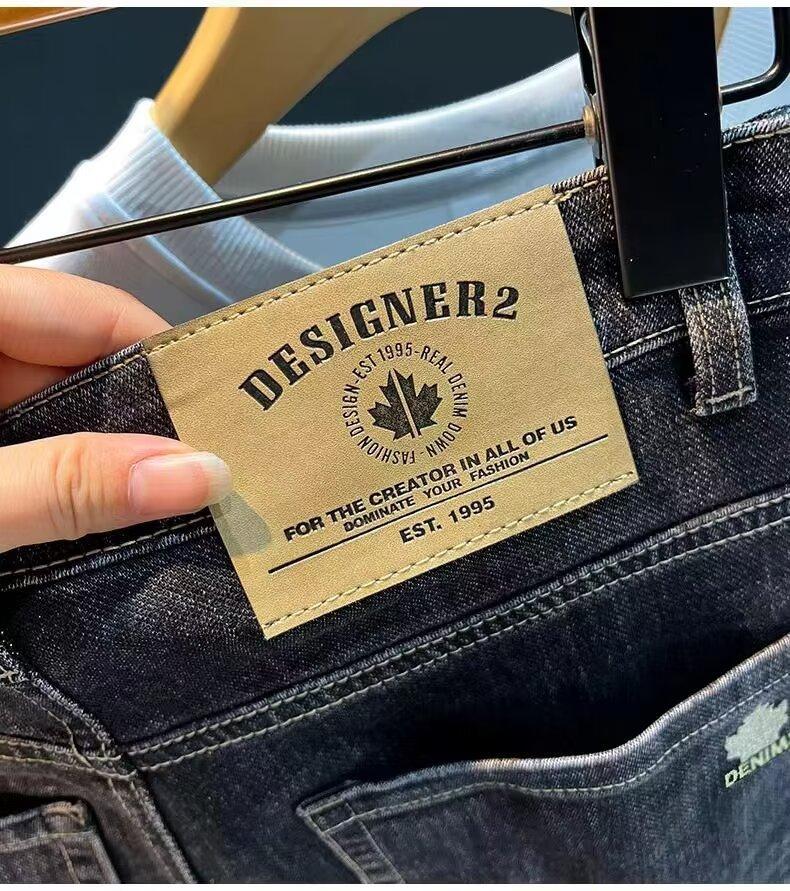 DESIGNER2
FASHION DESIGN-EST 1995-REAL DENIM DOWN-
FOR THE CREATOR IN ALL OF US
DOMINATE YOUR FASHION
EST. 1995
DENIM